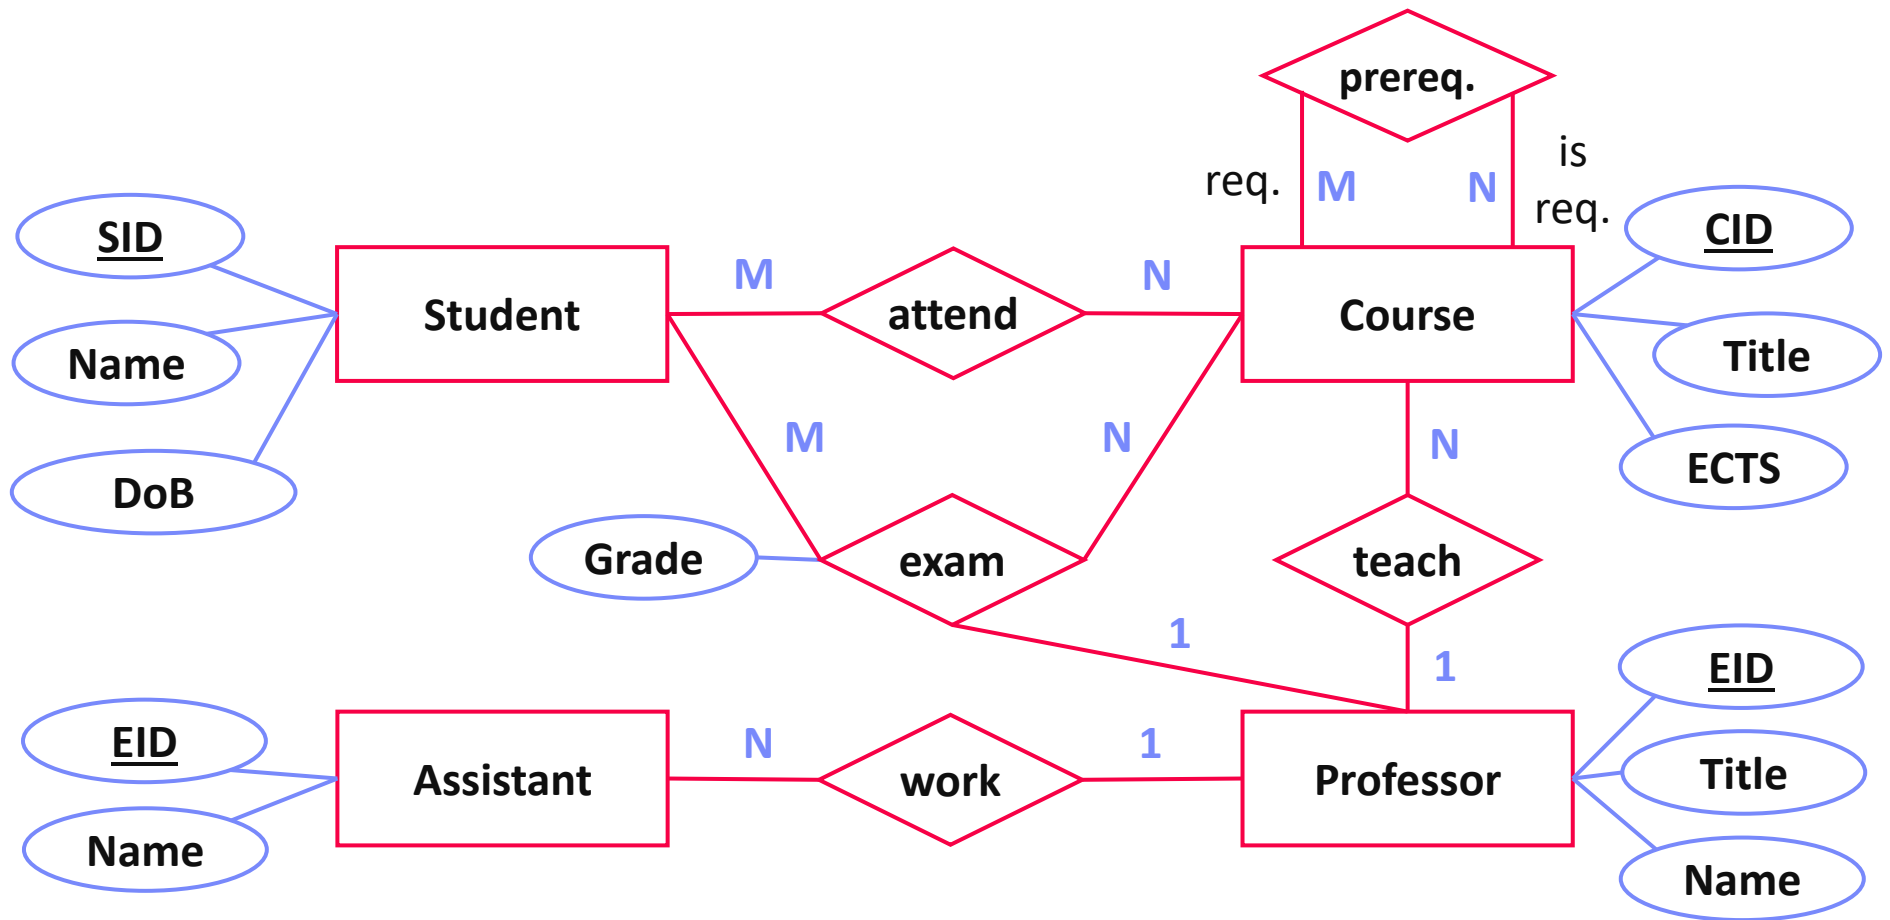 prereq.
req.
M
N
is
req.
SID
Name
DoB
Student
M
attend
N
Course
CID
Title
ECTS
M
N
N
Grade
exam
teach
1
1
EID
Name
Assistant
N
work
1
Professor
EID
Title
Name